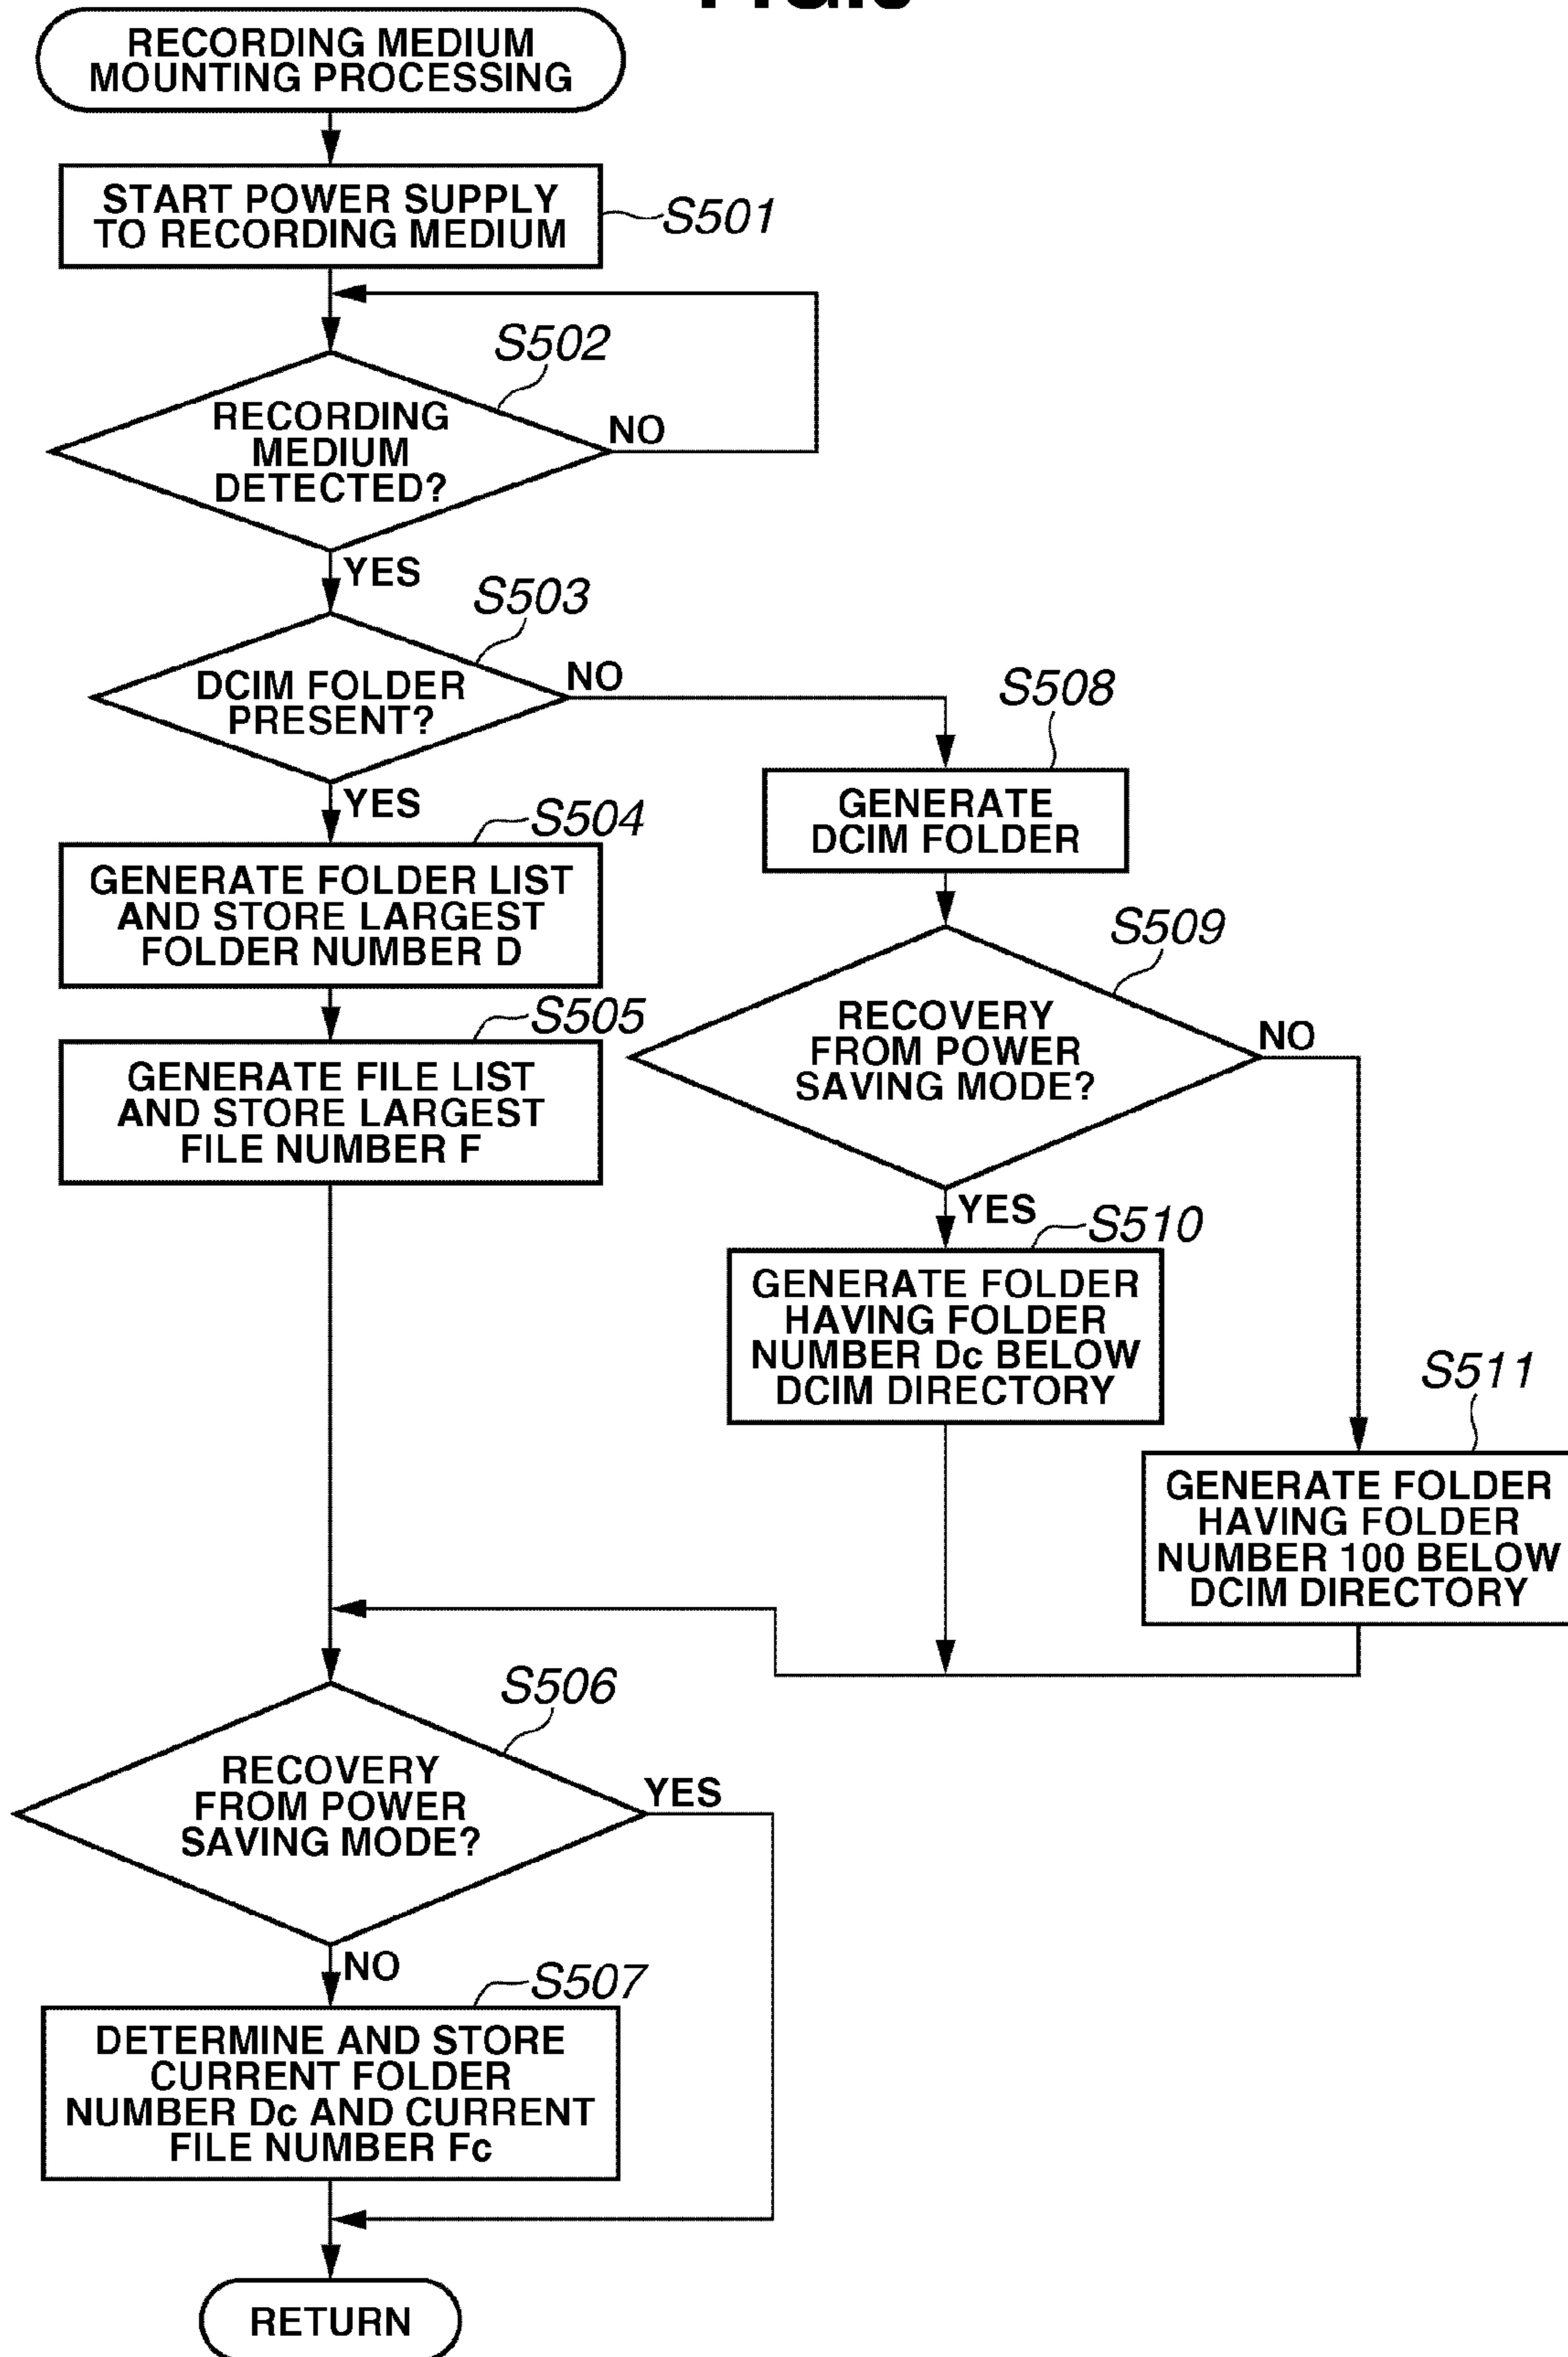 RECORDING MEDIUM
MOUNTING PROCESSING
START POWER SUPPLY
TO RECORDING MEDIUM
S501
S502
RECORDING
MEDIUM
DETECTED?
NO
YES
S503
DCIM FOLDER
PRESENT?
NO
YES
S504
GENERATE FOLDER LIST
AND STORE LARGEST
FOLDER NUMBER D
S505
GENERATE FILE LIST
AND STORE LARGEST
FILE NUMBER F
S508
GENERATE
DCIM FOLDER
S509
RECOVERY
FROM POWER
SAVING MODE?
NO
YES
S510
GENERATE FOLDER
HAVING FOLDER
NUMBER Dc BELOW
DCIM DIRECTORY
S511
GENERATE FOLDER
HAVING FOLDER
NUMBER 100 BELOW
DCIM DIRECTORY
S506
RECOVERY
FROM POWER
SAVING MODE?
YES
NO
S507
DETERMINE AND STORE
CURRENT FOLDER
NUMBER Dc AND CURRENT
FILE NUMBER Fc
RETURN